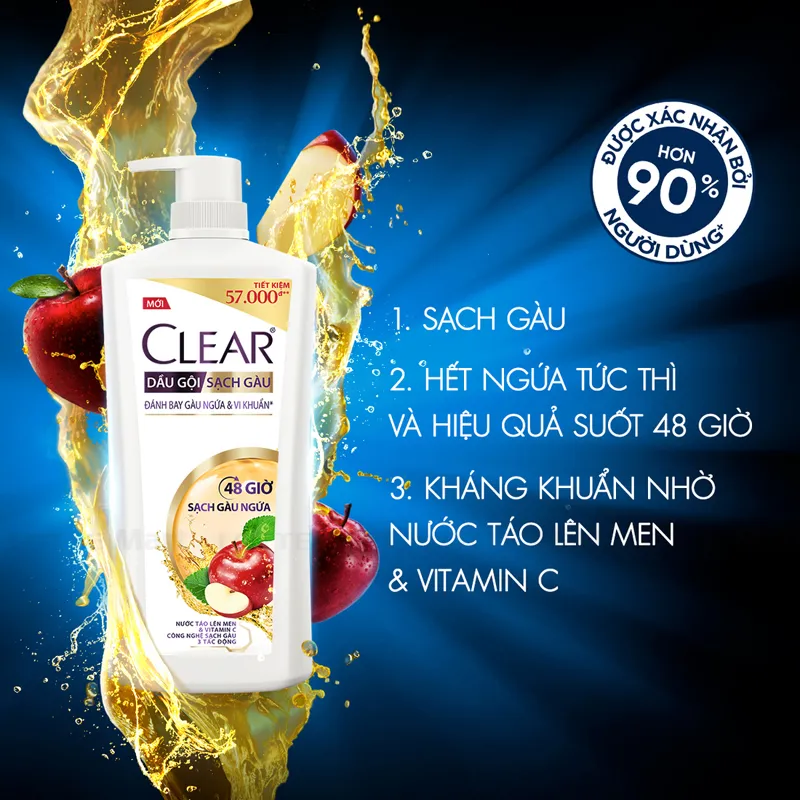 ĐƯỢC XÁC NHẬN BỞI
HƠN
90%
NGƯỜI DÙNG+
TIẾT KIỆM
57.000đ**
MỚI
CLEAR®
DẦU GỘI SẠCH GÀU
ĐÁNH BAY GÀU NGỨA & VI KHUẨN*
48 GIỜ
SẠCH GÀU NGỨA
NƯỚC TÁO LÊN MEN
& VITAMIN C
CÔNG NGHỆ SẠCH GÀU
3 TÁC ĐỘNG
1. SẠCH GÀU
2. HẾT NGỨA TỨC THÌ
VÀ HIỆU QUẢ SUỐT 48 GIỜ
3. KHÁNG KHUẨN NHỜ
NƯỚC TÁO LÊN MEN
& VITAMIN C